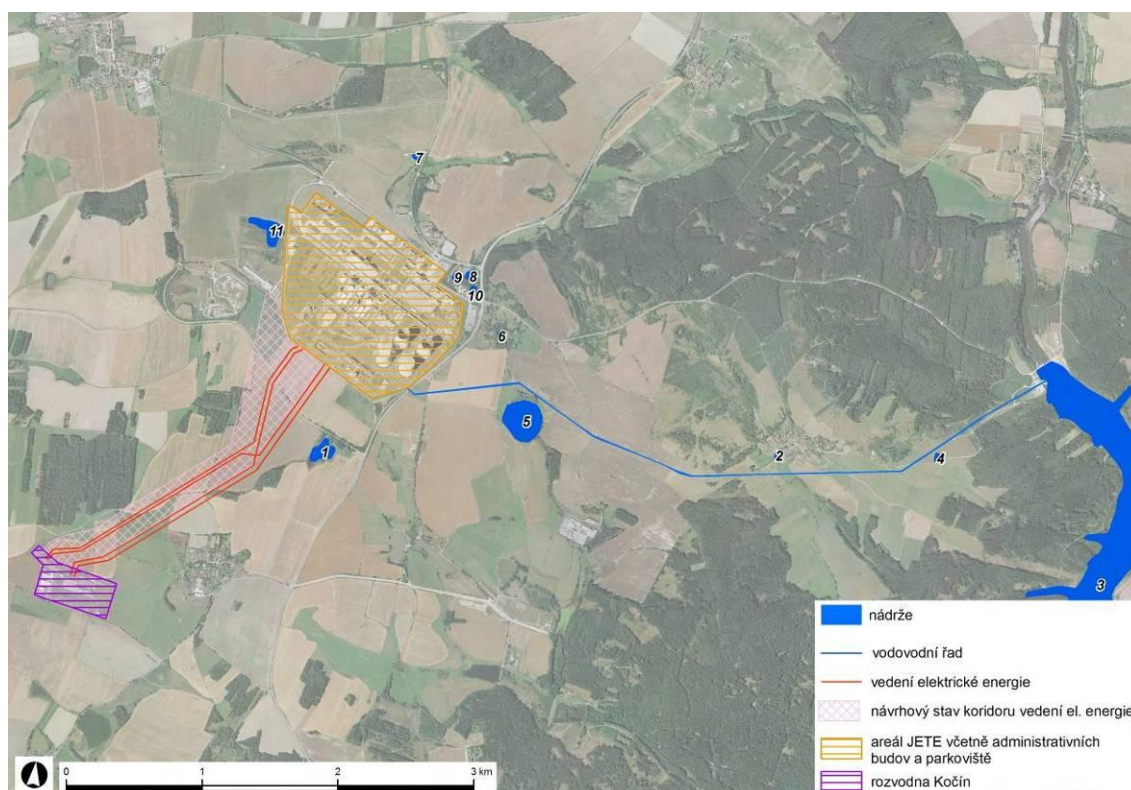 7
11
9 8
10
6
5
1
2
4
3
nádrže
vodovodní řad
vedení elektrické energie
návrhový stav koridoru vedení el. energie
areál JETE včetně administrativních
budov a parkoviště
rozvodna Kočín
0 1 2 3 km